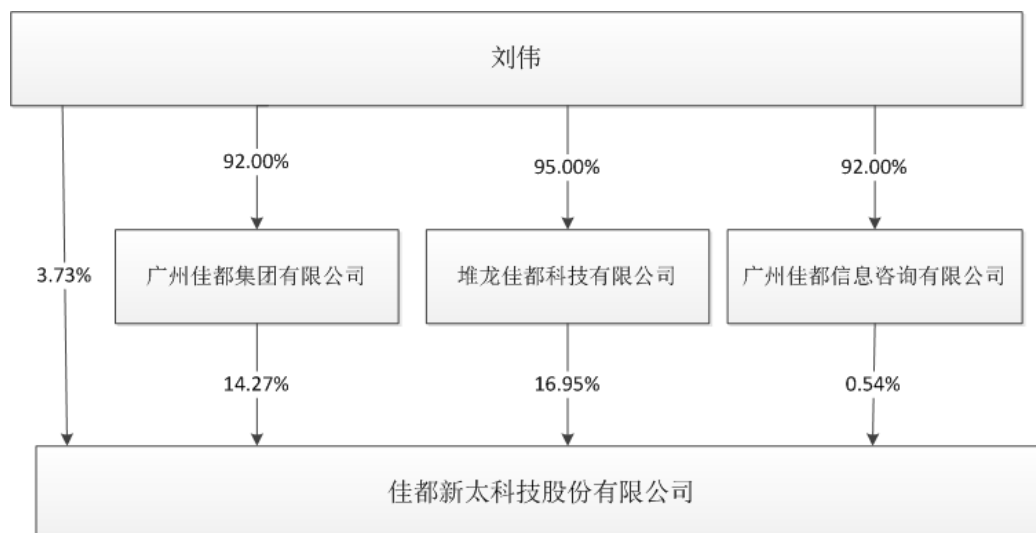 刘伟
92.00%
95.00%
92.00%
3.73%
广州佳都集团有限公司
堆龙佳都科技有限公司
广州佳都信息咨询有限公司
14.27%
16.95%
0.54%
佳都新太科技股份有限公司